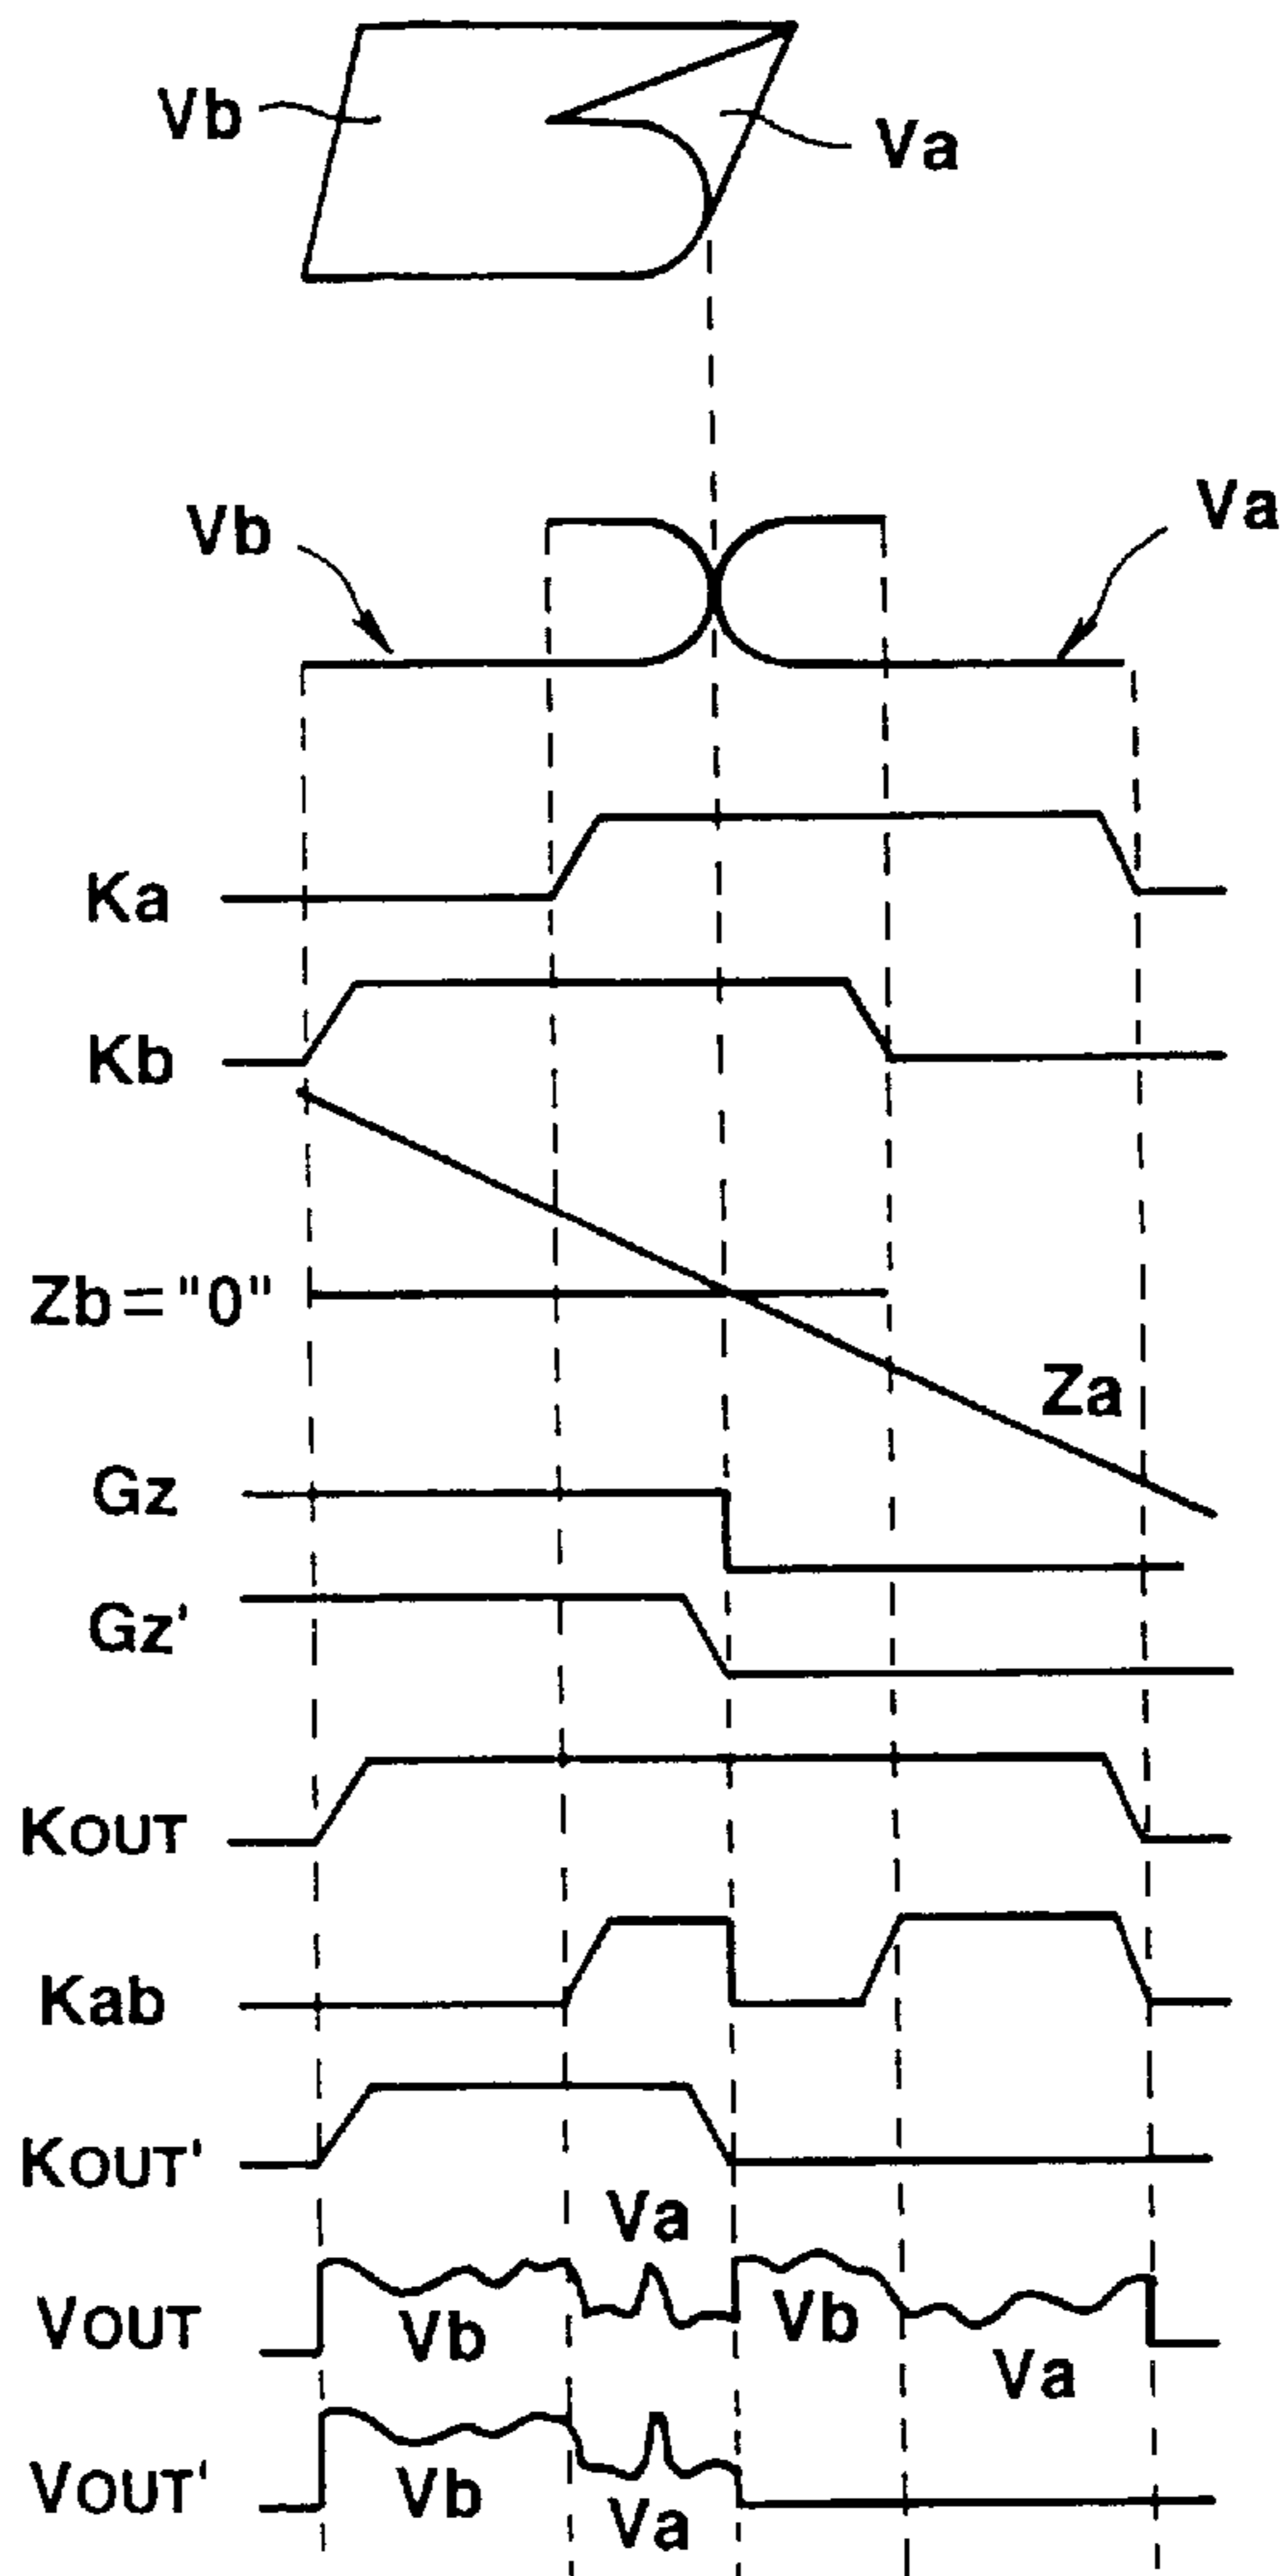 Vb
Va
Vb
Va
Ka
Kb
Zb="0"
Za
Gz
Gz'
KOUT
Kab
KOUT'
Va
VOUT
Vb
Vb
Va
VOUT'
Vb
Va